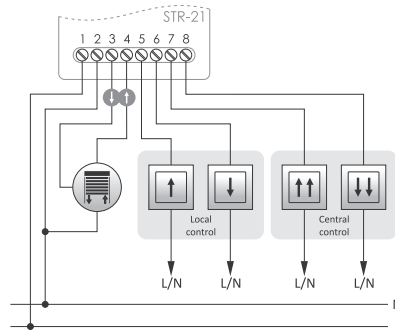 STR-21
1 2 3 4 5 6 7 8
Local
control
Central
control
L/N L/N L/N L/N